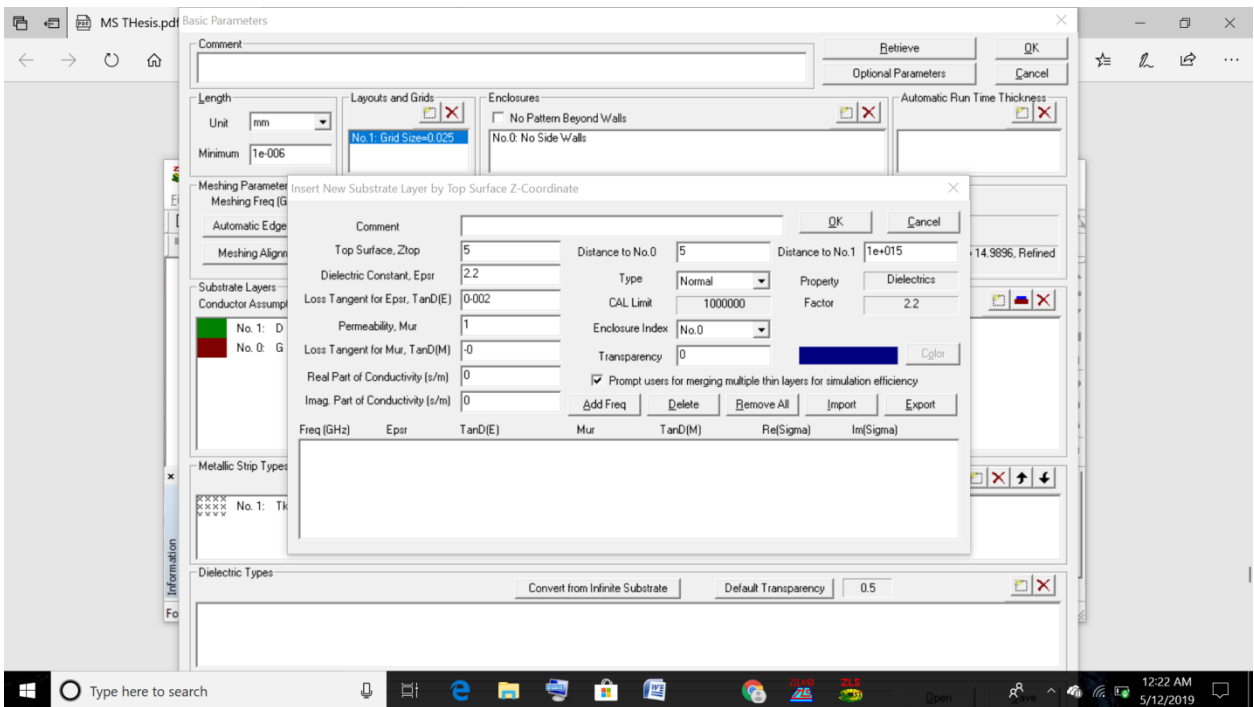 MS THesis.pdf
Basic Parameters
Comment
Retrieve
OK
Optional Parameters
Cancel
Length
Layouts and Grids
Enclosures
Automatic Run Time Thickness
Unit
mm
No Pattern Beyond Walls
No.1: Grid Size=0.025
No.0: No Side Walls
Minimum
1e-006
Meshing Parameter
Meshing Freq (G
Automatic Edge
Meshing Alignm
14.9896, Refined
Insert New Substrate Layer by Top Surface Z-Coordinate
Comment
OK
Cancel
Top Surface, Ztop
5
Distance to No.0
5
Distance to No.1
1e+015
Dielectric Constant, Epsr
2.2
Type
Normal
Property
Dielectrics
Loss Tangent for Epsr, TanD(E)
0-002
CAL Limit
1000000
Factor
2.2
Permeability, Mur
1
Enclosure Index
No.0
Loss Tangent for Mur, TanD(M)
-0
Transparency
0
Color
Real Part of Conductivity (s/m)
0
Prompt users for merging multiple thin layers for simulation efficiency
Imag. Part of Conductivity (s/m)
0
Add Freq
Delete
Remove All
Import
Export
Freq (GHz)
Epsr
TanD(E)
Mur
TanD(M)
Re(Sigma)
Im(Sigma)
Substrate Layers
Conductor Assumpt
No. 1: D
No. 0: G
Metallic Strip Types
No. 1: Tk
Information
Fo
Dielectric Types
Convert from Infinite Substrate
Default Transparency
0.5
Type here to search
ZELAND
ZLS
Open
Save
12:22 AM
5/12/2019